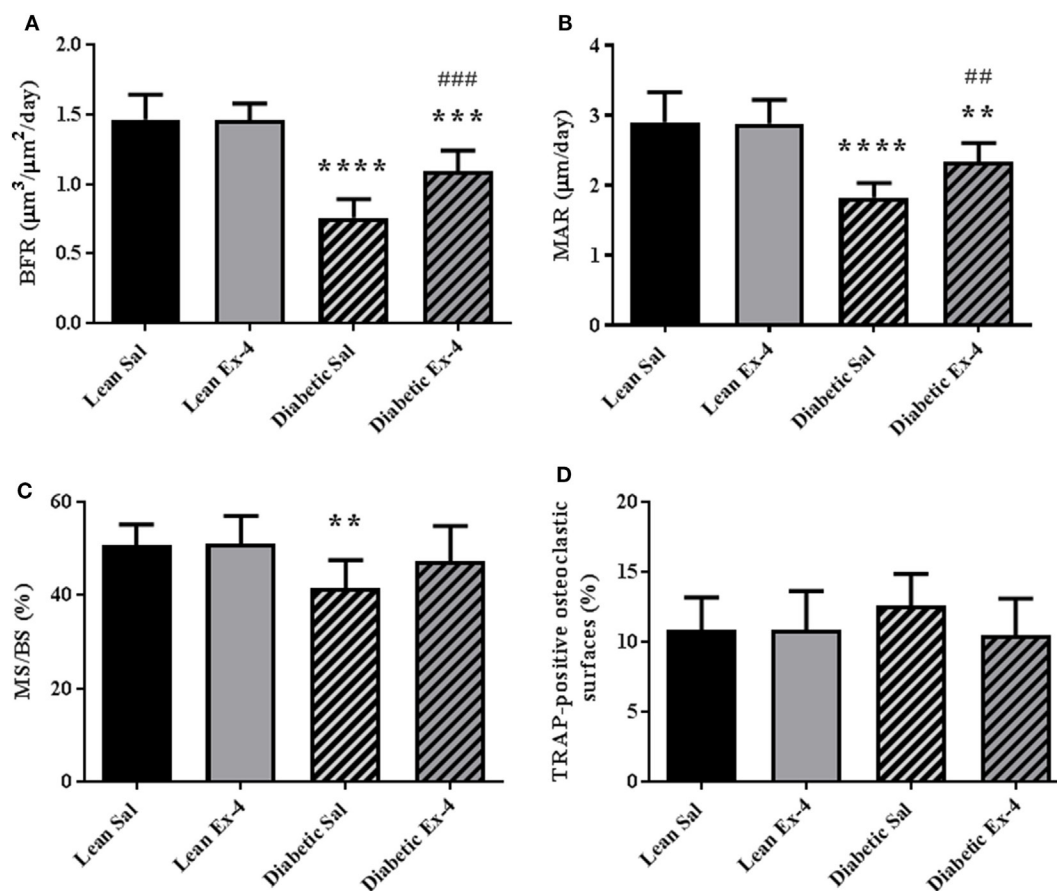 A
BFR (µm³/µm²/day)
2.0
1.5
1.0
0.5
0.0
###
***
****
Lean Sal
Lean Ex-4
Diabetic Sal
Diabetic Ex-4
B
MAR (µm/day)
4
3
2
1
0
##
**
****
Lean Sal
Lean Ex-4
Diabetic Sal
Diabetic Ex-4
C
MS/BS (%)
60
40
20
0
**
Lean Sal
Lean Ex-4
Diabetic Sal
Diabetic Ex-4
D
TRAP-positive osteoclastic
surfaces (%)
20
15
10
5
0
Lean Sal
Lean Ex-4
Diabetic Sal
Diabetic Ex-4